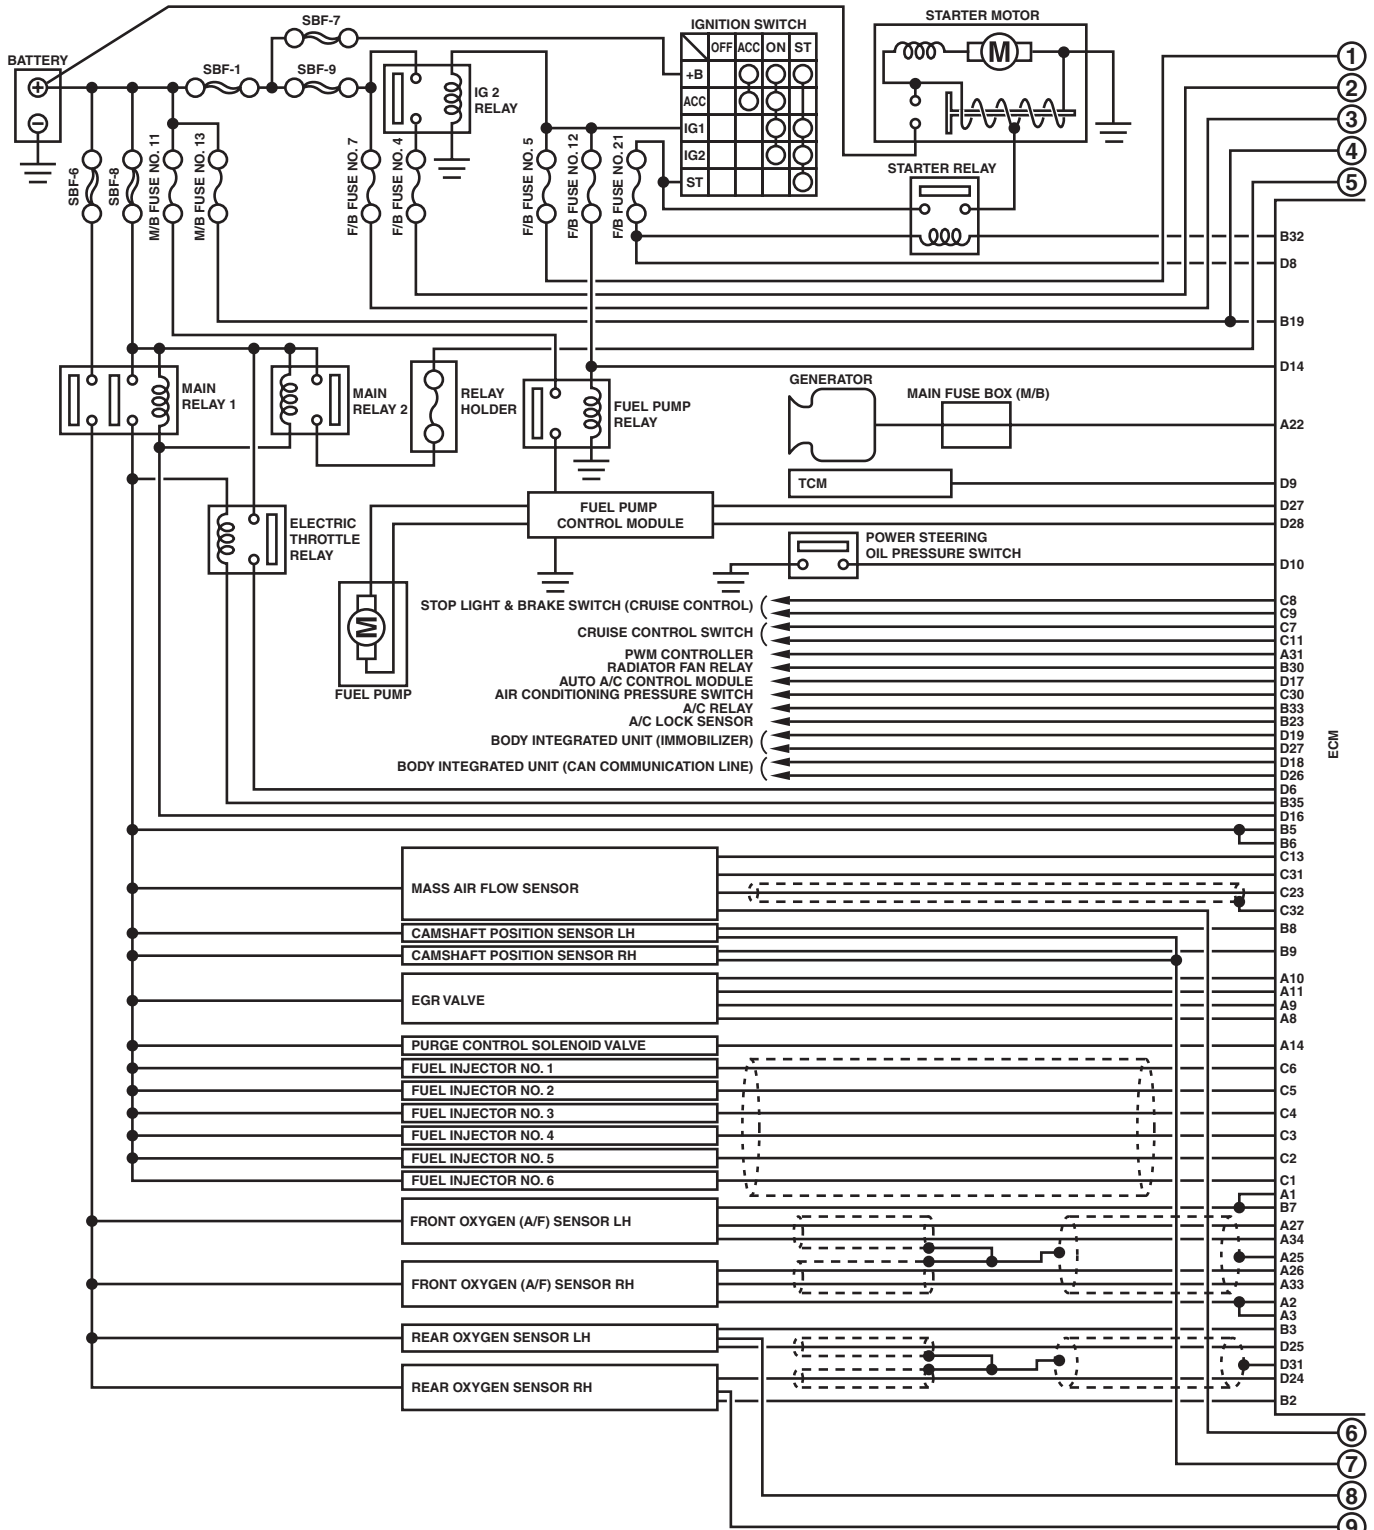 SBF-7
IGNITION SWITCH
STARTER MOTOR
OFF ACC ON ST
M
1
BATTERY
SBF-1
SBF-9
+B
2
IG 2
RELAY
ACC
3
IG1
IG2
4
ST
STARTER RELAY
5
SBF-6
SBF-8
M/B FUSE NO. 11
M/B FUSE NO. 13
F/B FUSE NO. 7
F/B FUSE NO. 4
F/B FUSE NO. 5
F/B FUSE NO. 12
F/B FUSE NO. 21
B32
D8
B19
D14
MAIN
RELAY 1
MAIN
RELAY 2
RELAY
HOLDER
FUEL PUMP
RELAY
GENERATOR
MAIN FUSE BOX (M/B)
A22
TCM
D9
FUEL PUMP
CONTROL MODULE
D27
D28
ELECTRIC
THROTTLE
RELAY
POWER STEERING
OIL PRESSURE SWITCH
D10
M
FUEL PUMP
STOP LIGHT & BRAKE SWITCH (CRUISE CONTROL)
C8
C9
CRUISE CONTROL SWITCH
C7
C11
PWM CONTROLLER
A31
RADIATOR FAN RELAY
B30
AUTO A/C CONTROL MODULE
D17
AIR CONDITIONING PRESSURE SWITCH
C30
A/C RELAY
B33
A/C LOCK SENSOR
B23
BODY INTEGRATED UNIT (IMMOBILIZER)
D19
D27
BODY INTEGRATED UNIT (CAN COMMUNICATION LINE)
D18
D26
ECM
D6
B35
D16
B5
B6
MASS AIR FLOW SENSOR
C13
C31
C23
C32
CAMSHAFT POSITION SENSOR LH
B8
CAMSHAFT POSITION SENSOR RH
B9
EGR VALVE
A10
A11
A9
A8
PURGE CONTROL SOLENOID VALVE
A14
FUEL INJECTOR NO. 1
C6
FUEL INJECTOR NO. 2
C5
FUEL INJECTOR NO. 3
C4
FUEL INJECTOR NO. 4
C3
FUEL INJECTOR NO. 5
C2
FUEL INJECTOR NO. 6
C1
A1
B7
FRONT OXYGEN (A/F) SENSOR LH
A27
A34
A25
A26
FRONT OXYGEN (A/F) SENSOR RH
A33
A2
A3
REAR OXYGEN SENSOR LH
B3
D25
D31
D24
REAR OXYGEN SENSOR RH
B2
6
7
8
9